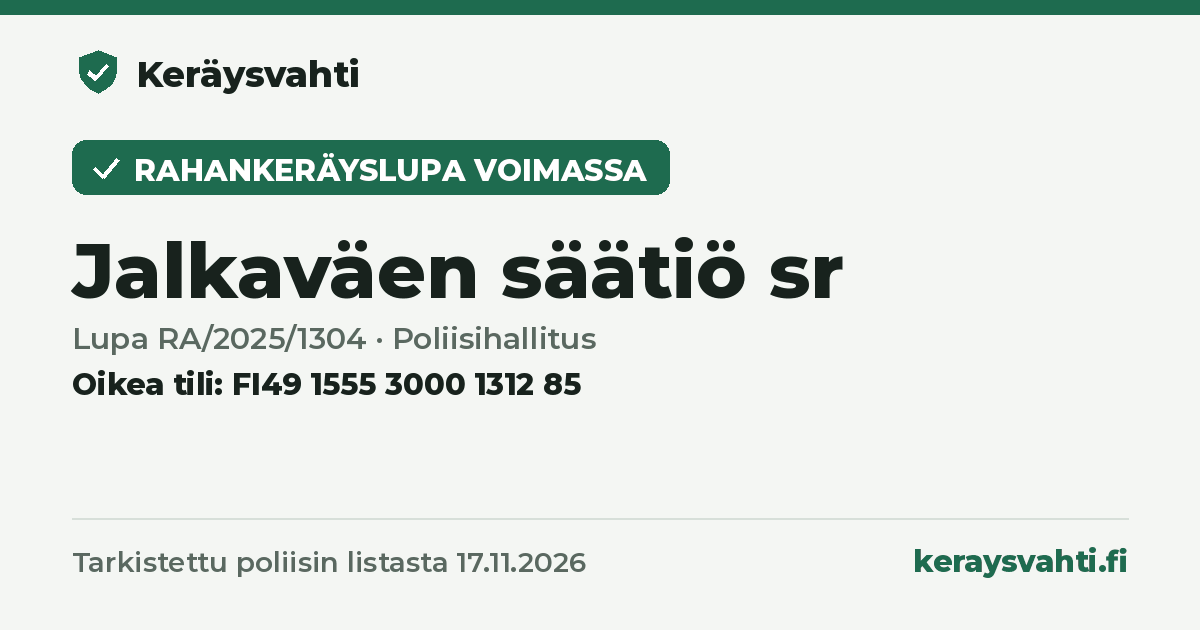 Keräysvahti
RAHANKERÄYSLUPA VOIMASSA
Jalkaväen säätiö sr
Lupa RA/2025/1304 · Poliisihallitus
Oikea tili: FI49 1555 3000 1312 85
Tarkistettu poliisin listasta 17.11.2026
keraysvahti.fi